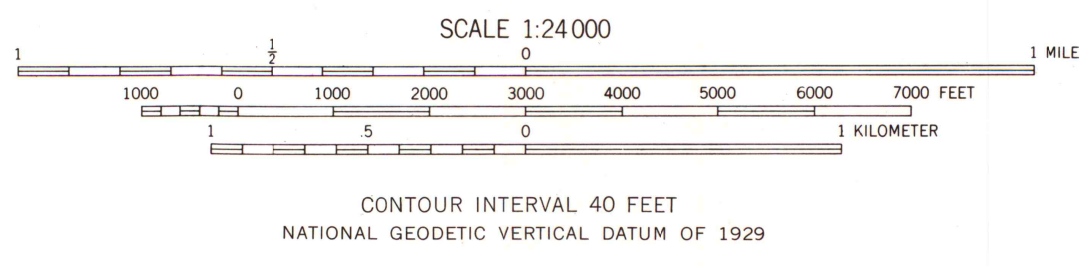 SCALE 1:24 000
1 ½ 0 1 MILE
1000 0 1000 2000 3000 4000 5000 6000 7000 FEET
1 .5 0 1 KILOMETER
CONTOUR INTERVAL 40 FEET
NATIONAL GEODETIC VERTICAL DATUM OF 1929